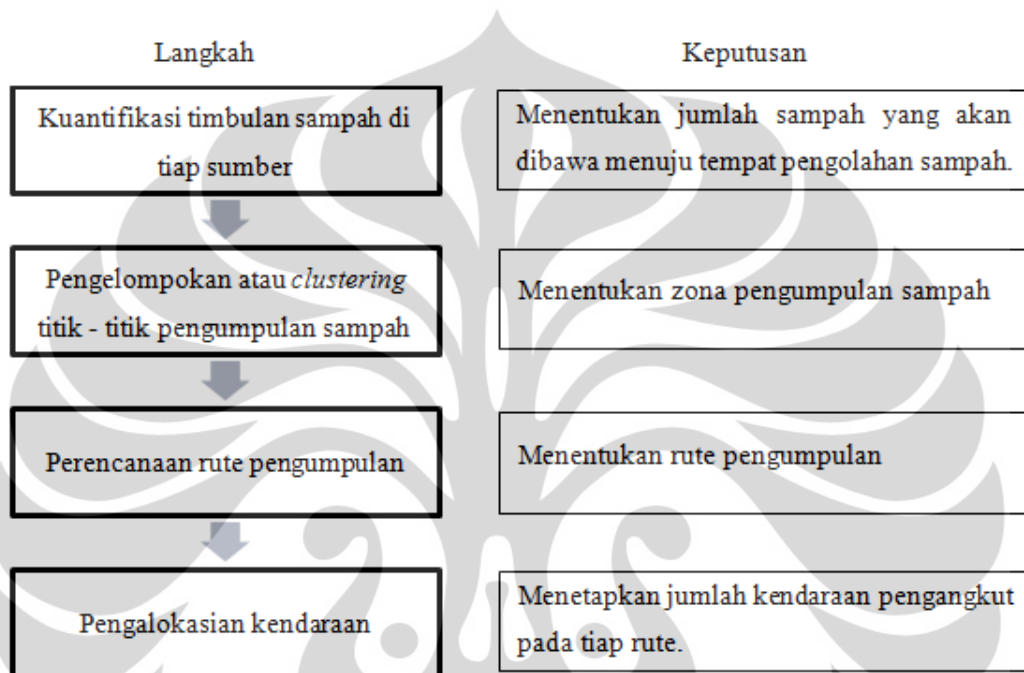 Langkah
Keputusan
Kuantifikasi timbulan sampah di
tiap sumber
Menentukan jumlah sampah yang akan
dibawa menuju tempat pengolahan sampah.
Pengelompokan atau clustering
titik - titik pengumpulan sampah
Menentukan zona pengumpulan sampah
Perencanaan rute pengumpulan
Menentukan rute pengumpulan
Pengalokasian kendaraan
Menetapkan jumlah kendaraan pengangkut
pada tiap rute.